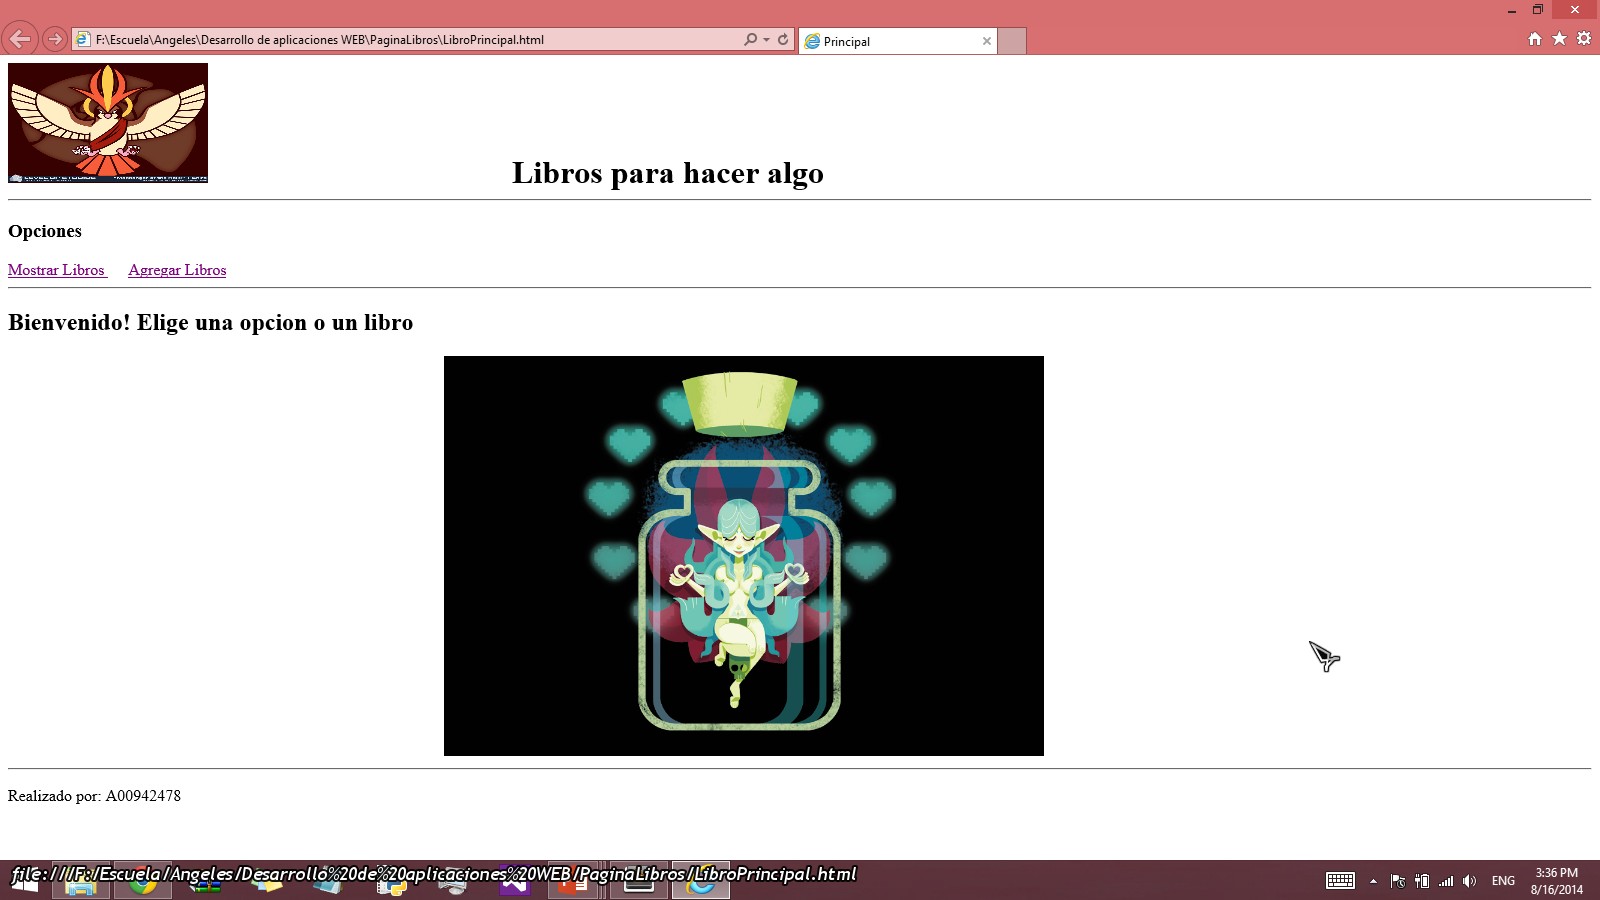 F:\Escuela\Angeles\Desarrollo de aplicaciones WEB\PaginaLibros\LibroPrincipal.html
Principal
Libros para hacer algo
Opciones
Mostrar Libros Agregar Libros
Bienvenido! Elige una opcion o un libro
Realizado por: A00942478
file:///F:/Escuela/Angeles/Desarrollo%20de%20aplicaciones%20WEB/PaginaLibros/LibroPrincipal.html
ENG
3:36 PM
8/16/2014